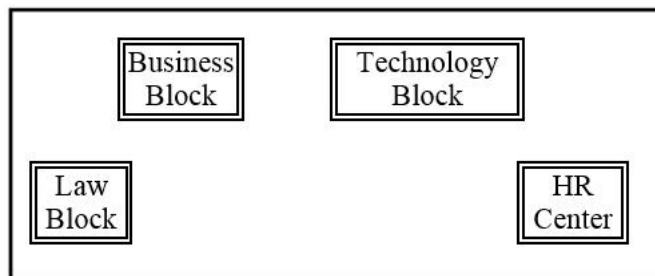 Business
Block
Technology
Block
Law
Block
HR
Center